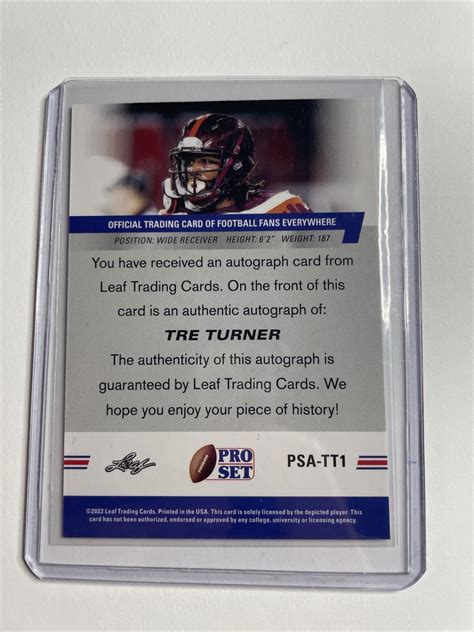 OFFICIAL TRADING CARD OF FOOTBALL FANS EVERYWHERE
POSITION: WIDE RECEIVER HEIGHT: 6'2" WEIGHT: 187
You have received an autograph card from
Leaf Trading Cards. On the front of this
card is an authentic autograph of:
TRE TURNER
The authenticity of this autograph is
guaranteed by Leaf Trading Cards. We
hope you enjoy your piece of history!
Leaf
PRO
SET
PSA-TT1
©2022 Leaf Trading Cards. Printed in the USA. This card is solely licensed by the depicted player. This
card has not been authorized, endorsed or approved by any college, university or licensing agency.